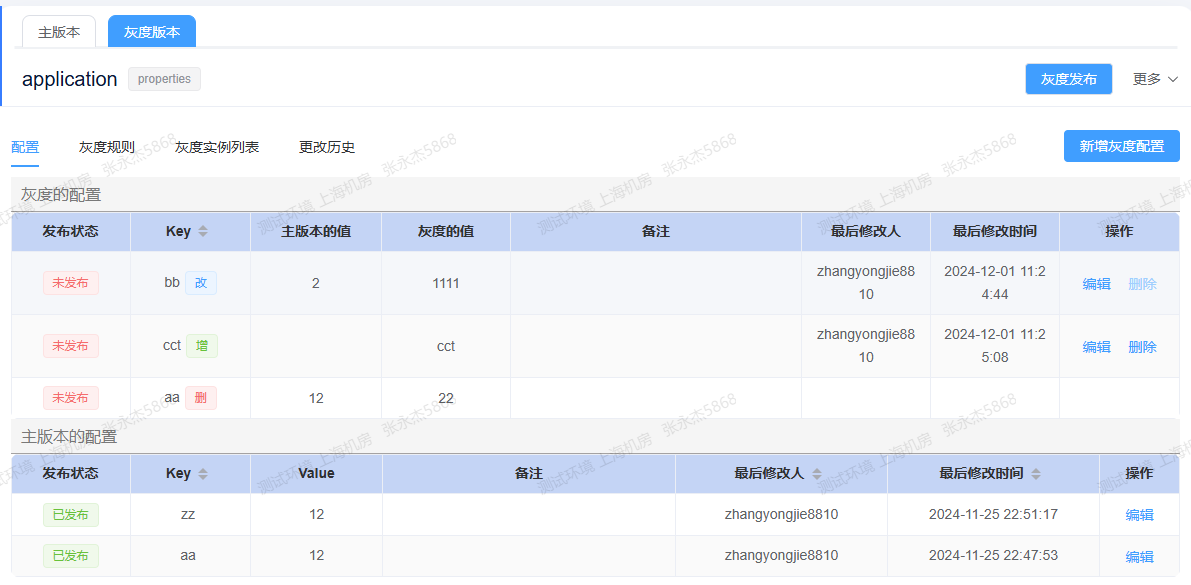 主版本 灰度版本
application properties 灰度发布 更多
配置 灰度规则 灰度实例列表 更改历史 新增灰度配置
灰度的配置
发布状态 Key 主版本的值 灰度的值 备注 最后修改人 最后修改时间 操作
未发布 bb 改 2 1111 zhangyongjie88 2024-12-01 11:2 编辑 删除
10 4:44
未发布 cct 增 cct zhangyongjie88 2024-12-01 11:2 编辑 删除
10 5:08
未发布 aa 删 12 22
主版本的配置
发布状态 Key Value 备注 最后修改人 最后修改时间 操作
已发布 zz 12 zhangyongjie8810 2024-11-25 22:51:17 编辑
已发布 aa 12 zhangyongjie8810 2024-11-25 22:47:53 编辑
测试环境 上海机房 张永杰5868